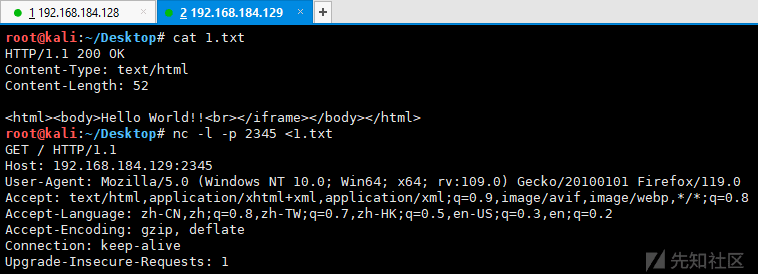 1 192.168.184.128
2 192.168.184.129
root@kali:~/Desktop# cat 1.txt
HTTP/1.1 200 OK
Content-Type: text/html
Content-Length: 52
<html><body>Hello World!!<br></iframe></body></html>
root@kali:~/Desktop# nc -l -p 2345 <1.txt
GET / HTTP/1.1
Host: 192.168.184.129:2345
User-Agent: Mozilla/5.0 (Windows NT 10.0; Win64; x64; rv:109.0) Gecko/20100101 Firefox/119.0
Accept: text/html,application/xhtml+xml,application/xml;q=0.9,image/avif,image/webp,*/*;q=0.8
Accept-Language: zh-CN,zh;q=0.8,zh-TW;q=0.7,zh-HK;q=0.5,en-US;q=0.3,en;q=0.2
Accept-Encoding: gzip, deflate
Connection: keep-alive
Upgrade-Insecure-Requests: 1
先知社区